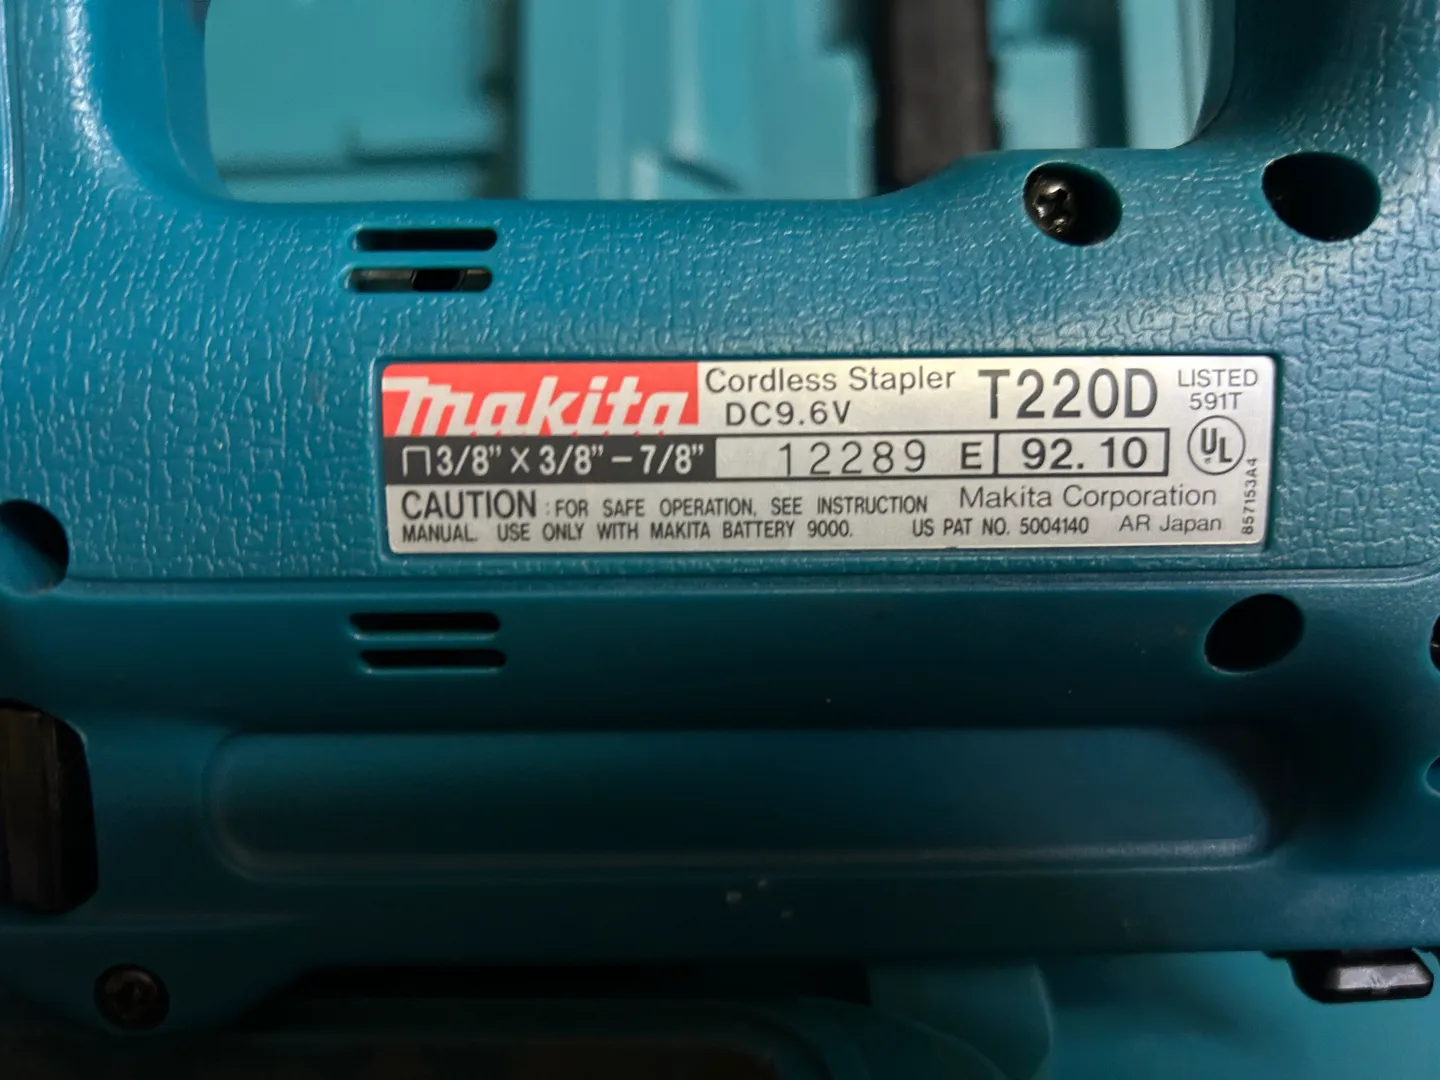 makita Cordless Stapler T220D LISTED
DC9.6V 591T
3/8" X 3/8" – 7/8" 12289 E 92. 10 UL
CAUTION : FOR SAFE OPERATION, SEE INSTRUCTION Makita Corporation
MANUAL. USE ONLY WITH MAKITA BATTERY 9000. US PAT NO. 5004140 AR Japan
857153A4